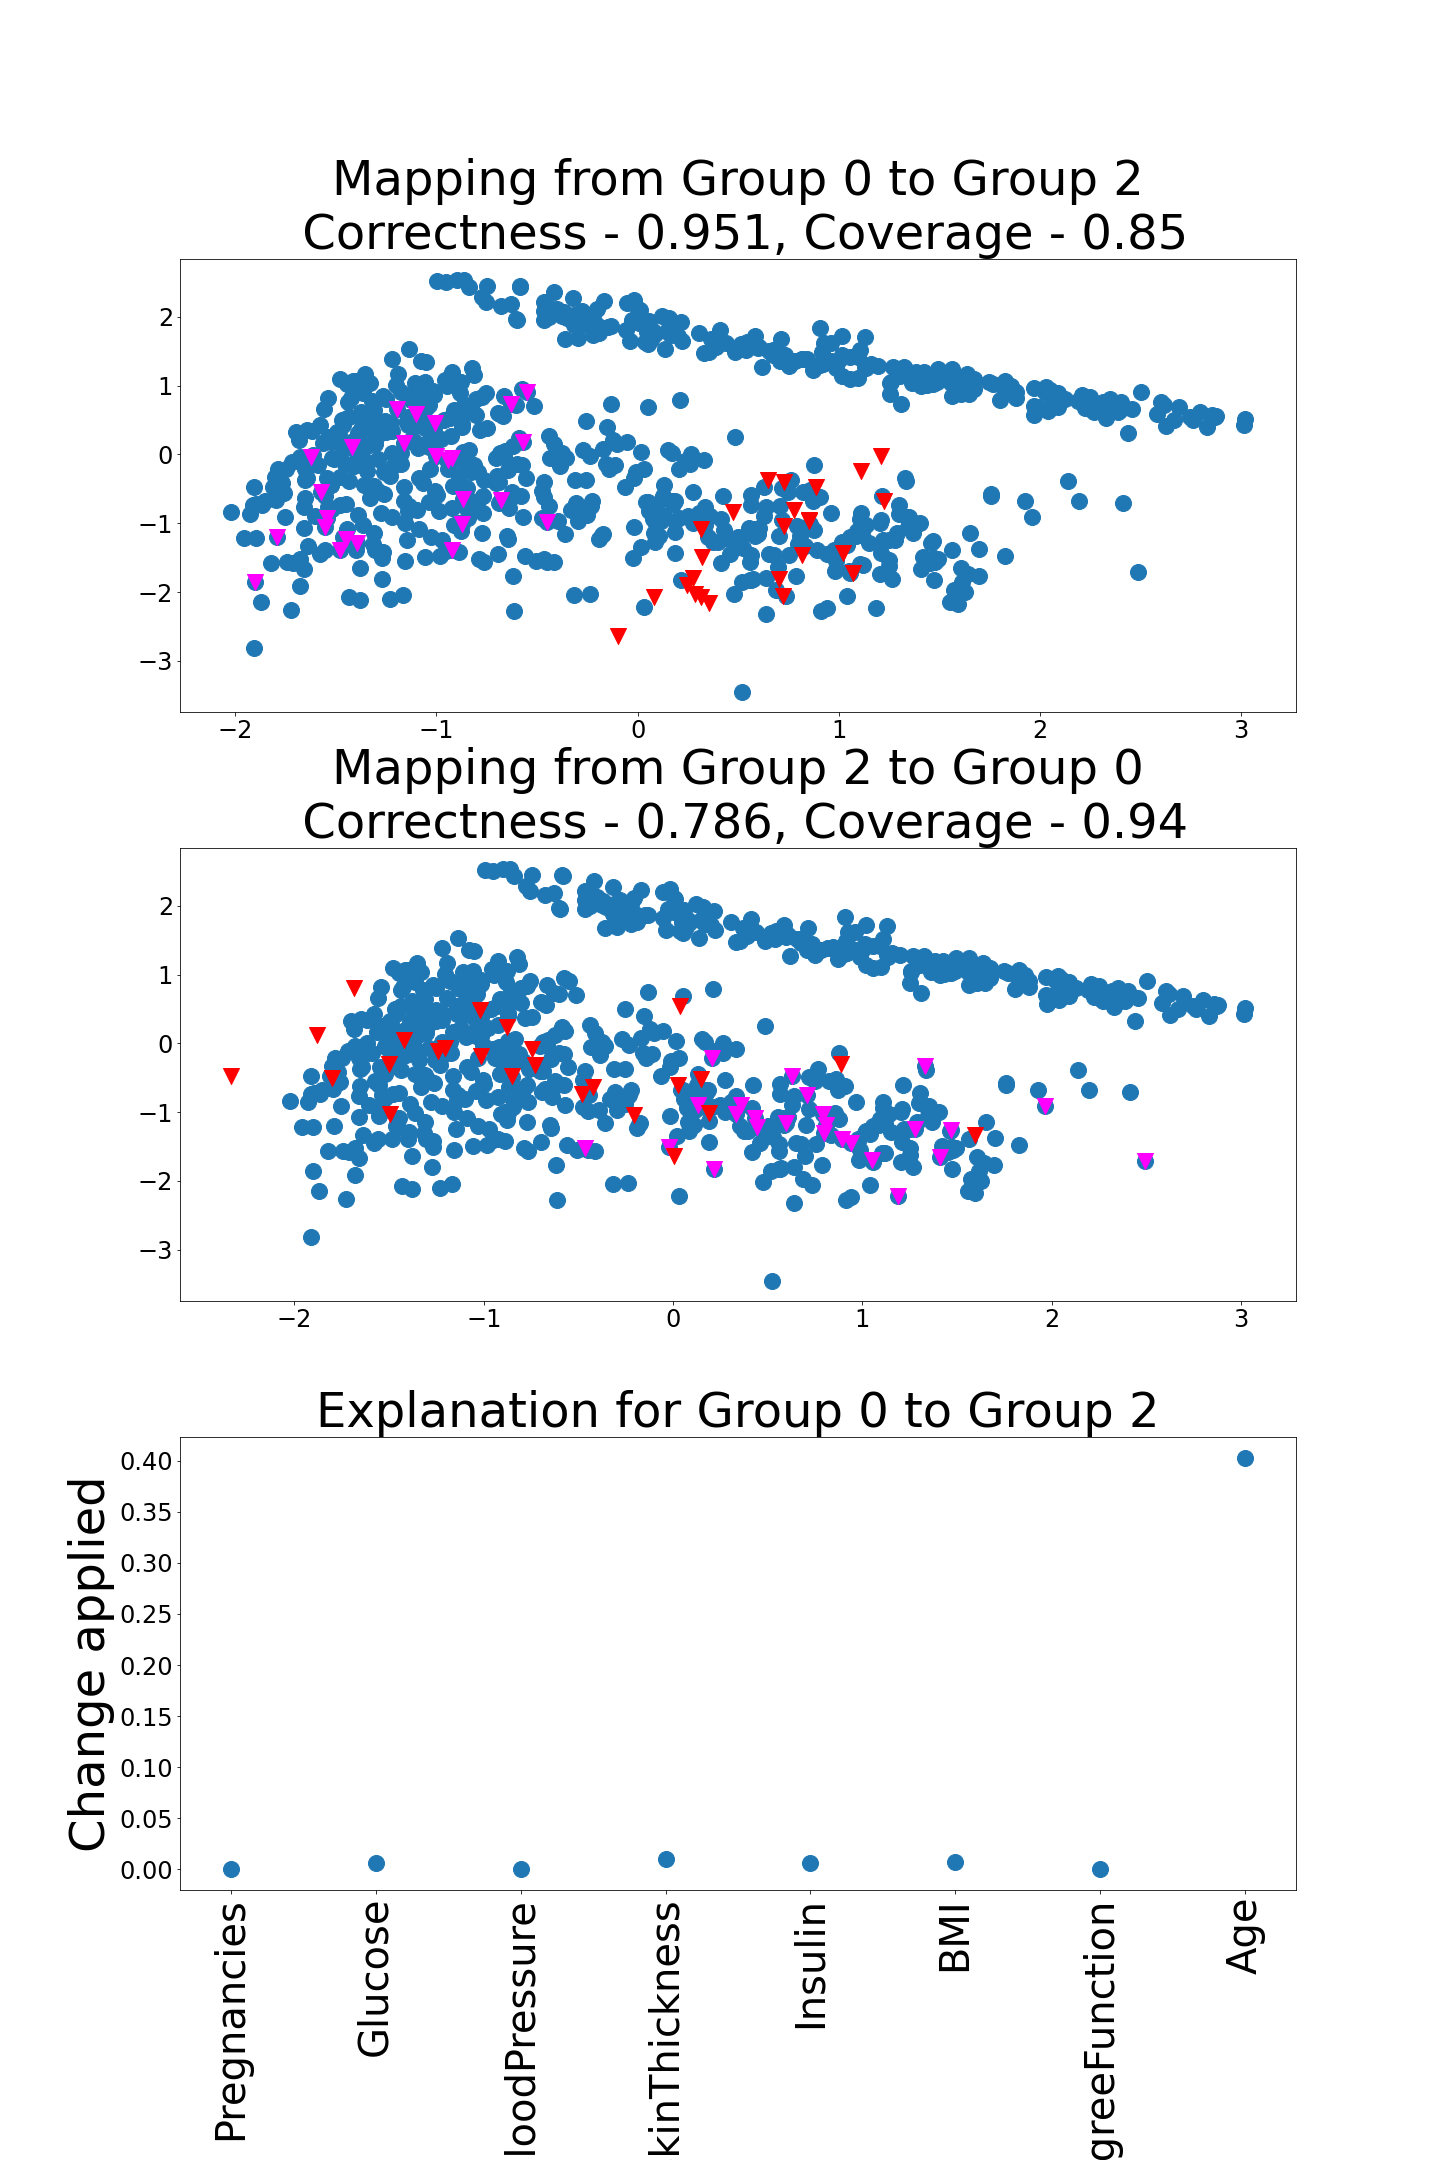 Mapping from Group 0 to Group 2
Correctness - 0.951, Coverage - 0.85
2
1
0
−1
−2
−3
−2 −1 0 1 2 3
Mapping from Group 2 to Group 0
Correctness - 0.786, Coverage - 0.94
2
1
0
−1
−2
−3
−2 −1 0 1 2 3
Explanation for Group 0 to Group 2
Change applied
0.40
0.35
0.30
0.25
0.20
0.15
0.10
0.05
0.00
Pregnancies
Glucose
loodPressure
kinThickness
Insulin
BMI
greeFunction
Age